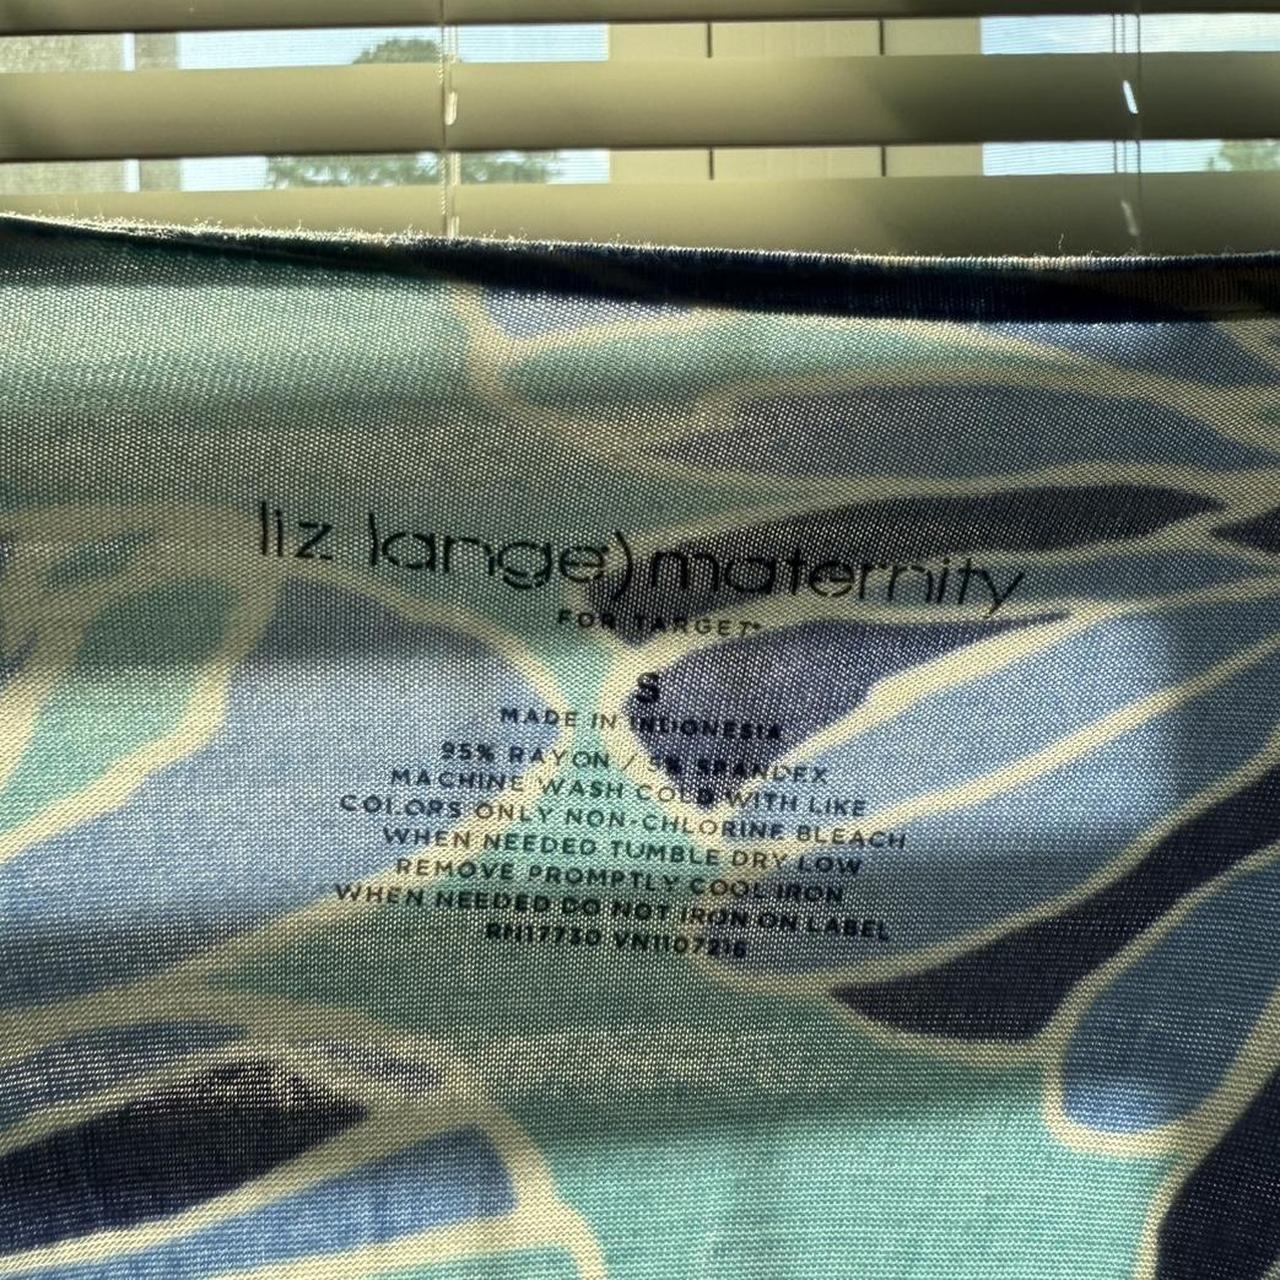 liz lange) maternity
FOR TARGET™
S
MADE IN INDONESIA
95% RAYON / 5% SPANDEX
MACHINE WASH COLD WITH LIKE
COLORS ONLY NON-CHLORINE BLEACH
WHEN NEEDED TUMBLE DRY LOW
REMOVE PROMPTLY COOL IRON
WHEN NEEDED DO NOT IRON ON LABEL
RN17730 VN1107216